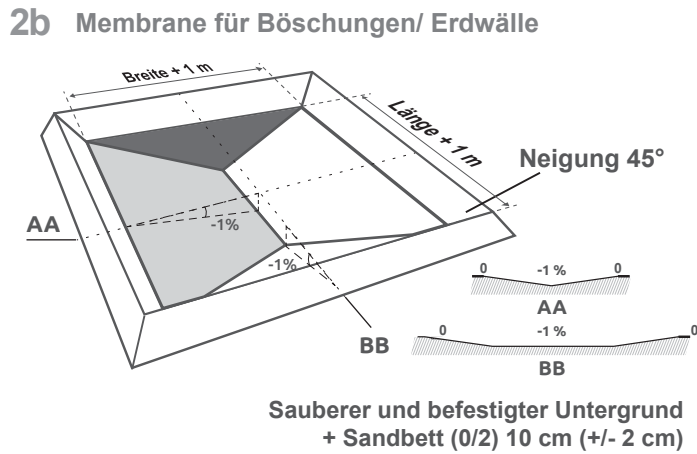 2b Membrane für Böschungen/ Erdwälle
Breite + 1 m
Länge + 1 m
Neigung 45°
AA
-1%
-1%
BB
0 -1 % 0
AA
0 -1 % 0
BB
Sauberer und befestigter Untergrund
+ Sandbett (0/2) 10 cm (+/- 2 cm)